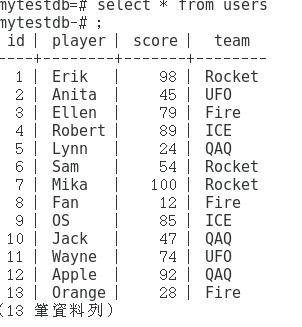 mytestdb=# select * from users
mytestdb-# ;
 id | player | score | team
----+--------+-------+--------
  1 | Erik   |    98 | Rocket
  2 | Anita  |    45 | UFO
  3 | Ellen  |    79 | Fire
  4 | Robert |    89 | ICE
  5 | Lynn   |    24 | QAQ
  6 | Sam    |    54 | Rocket
  7 | Mika   |   100 | Rocket
  8 | Fan    |    12 | Fire
  9 | OS     |    85 | ICE
 10 | Jack   |    47 | QAQ
 11 | Wayne  |    74 | UFO
 12 | Apple  |    92 | QAQ
 13 | Orange |    28 | Fire
(13 筆資料列)